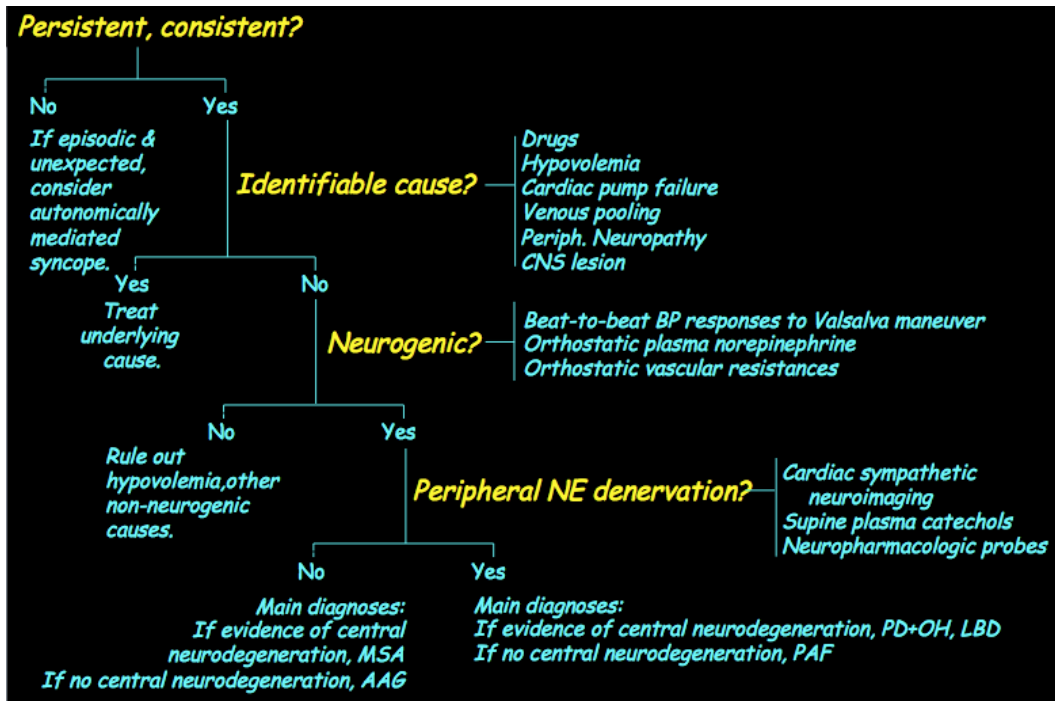 Persistent, consistent?
No
Yes
If episodic &
unexpected,
consider
autonomically
mediated
syncope.
Identifiable cause?
Drugs
Hypovolemia
Cardiac pump failure
Venous pooling
Periph. Neuropathy
CNS lesion
Yes
No
Treat
underlying
cause.
Neurogenic?
Beat-to-beat BP responses to Valsalva maneuver
Orthostatic plasma norepinephrine
Orthostatic vascular resistances
No
Yes
Rule out
hypovolemia,other
non-neurogenic
causes.
Peripheral NE denervation?
Cardiac sympathetic
neuroimaging
Supine plasma catechols
Neuropharmacologic probes
No
Yes
Main diagnoses:
If evidence of central
neurodegeneration, MSA
If no central neurodegeneration, AAG
Main diagnoses:
If evidence of central neurodegeneration, PD+OH, LBD
If no central neurodegeneration, PAF